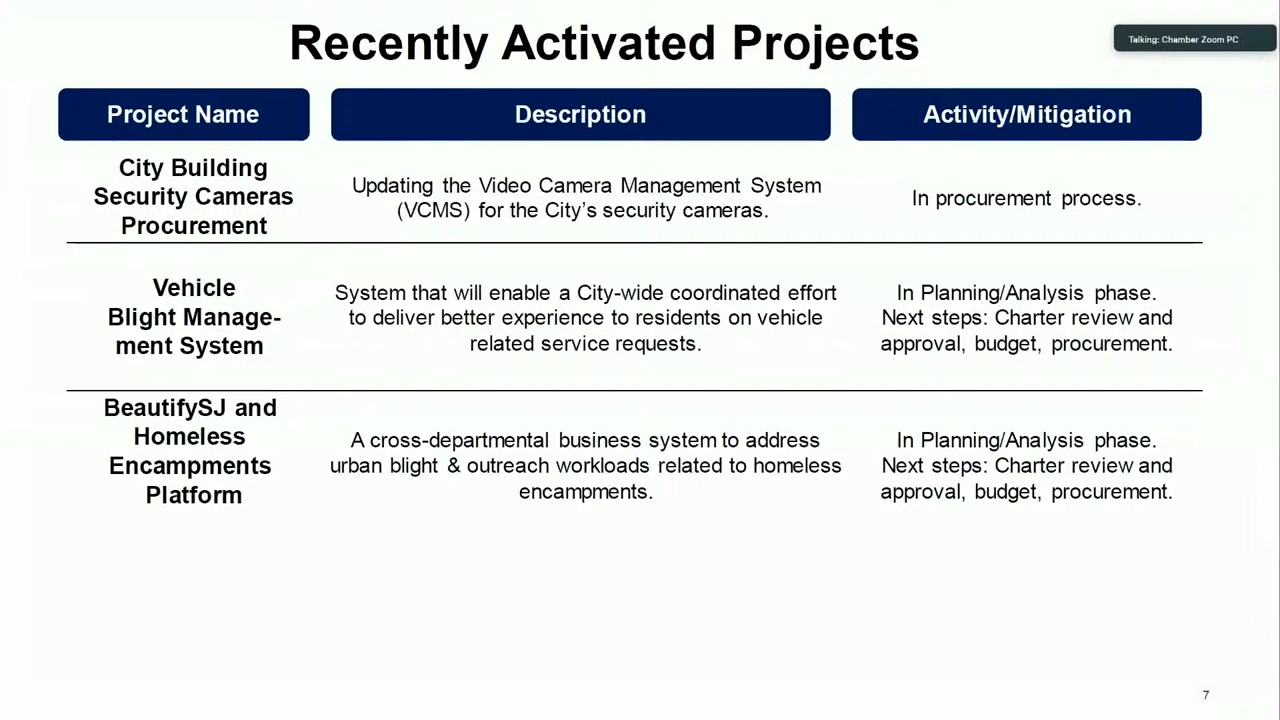 Recently Activated Projects
Talking: Chamber Zoom PC
Project Name
Description
Activity/Mitigation
City Building
Security Cameras
Procurement
Updating the Video Camera Management System
(VCMS) for the City’s security cameras.
In procurement process.
Vehicle
Blight Manage-
ment System
System that will enable a City-wide coordinated effort
to deliver better experience to residents on vehicle
related service requests.
In Planning/Analysis phase.
Next steps: Charter review and
approval, budget, procurement.
BeautifySJ and
Homeless
Encampments
Platform
A cross-departmental business system to address
urban blight & outreach workloads related to homeless
encampments.
In Planning/Analysis phase.
Next steps: Charter review and
approval, budget, procurement.
7